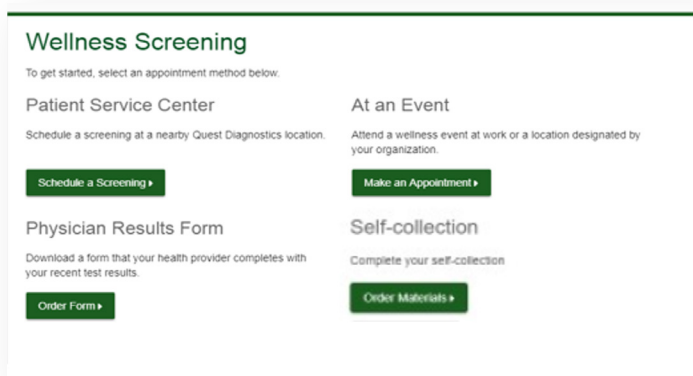 Wellness Screening
To get started, select an appointment method below.
Patient Service Center
Schedule a screening at a nearby Quest Diagnostics location.
Schedule a Screening
At an Event
Attend a wellness event at work or a location designated by
your organization.
Make an Appointment
Physician Results Form
Download a form that your health provider completes with
your recent test results.
Order Form
Self-collection
Complete your self-collection
Order Materials